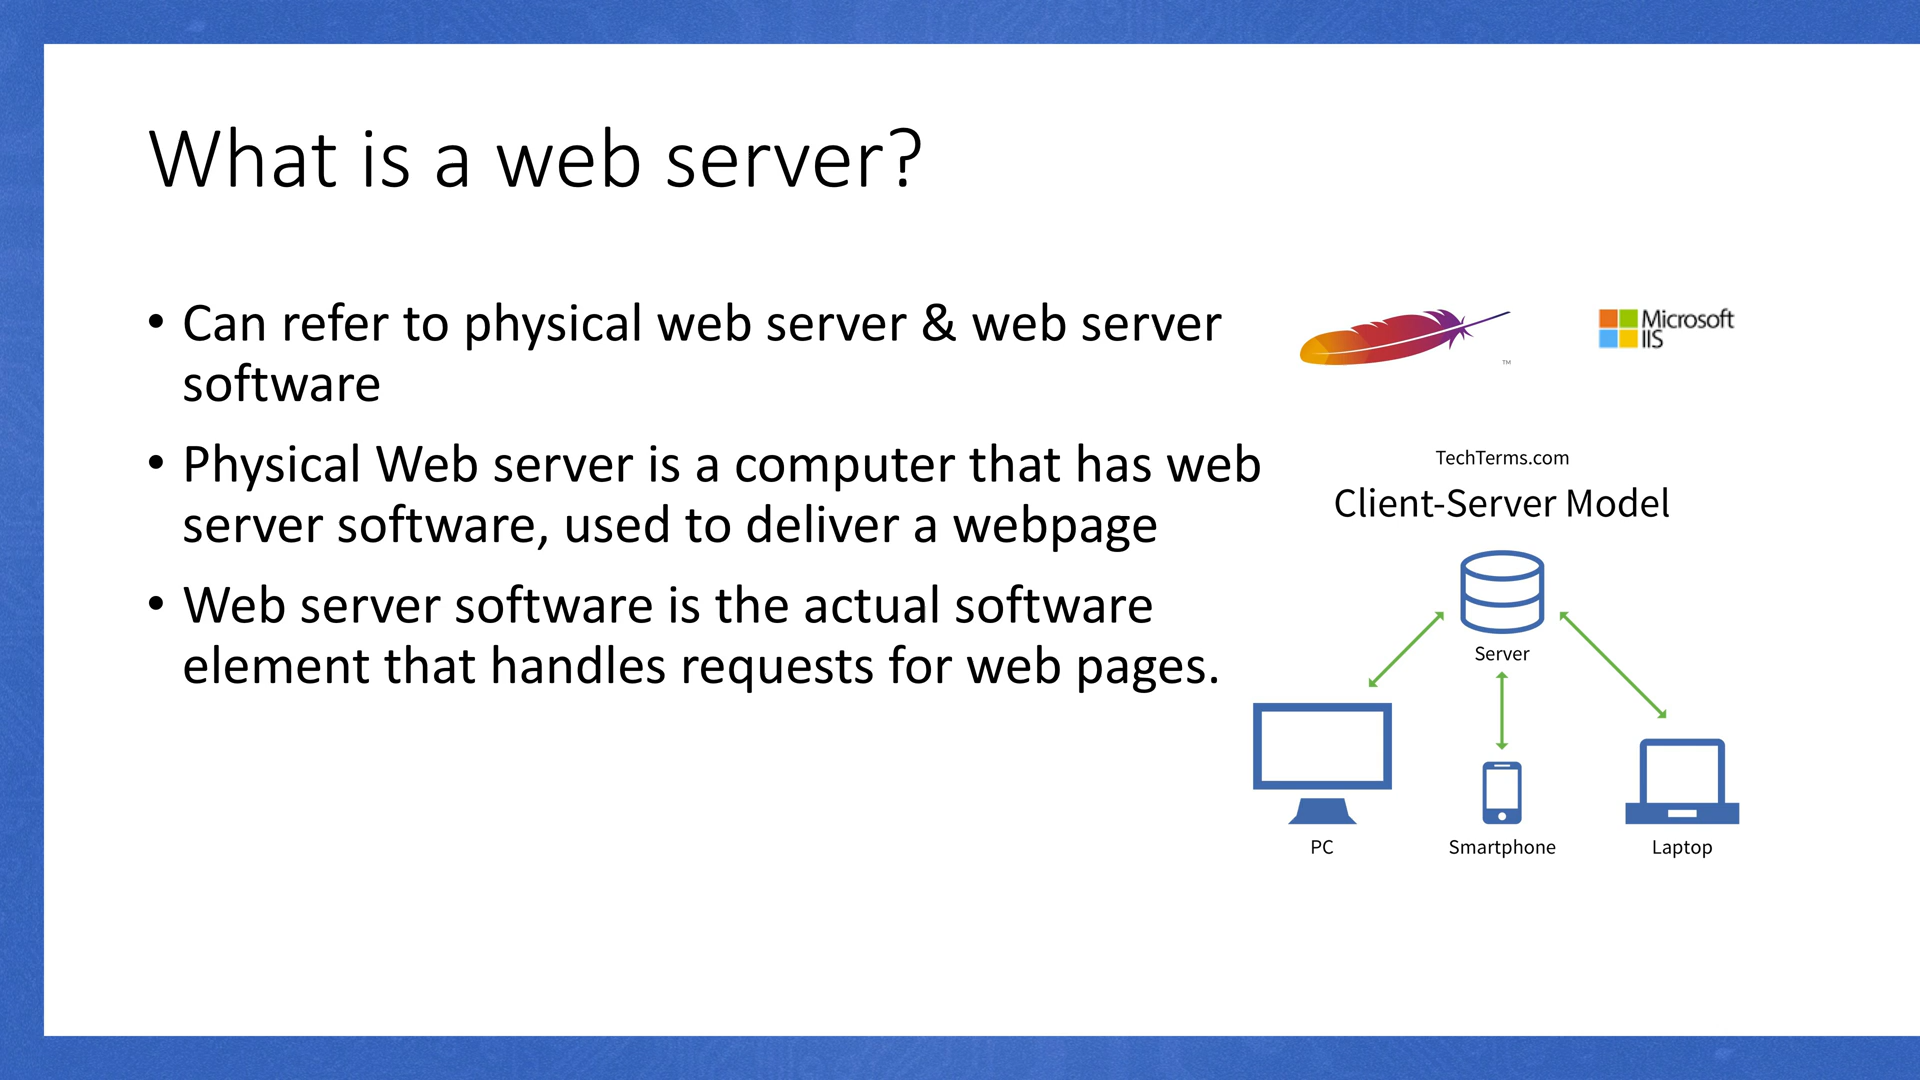 What is a web server?
• Can refer to physical web server & web server
software
• Physical Web server is a computer that has web
server software, used to deliver a webpage
• Web server software is the actual software
element that handles requests for web pages.
TM
Microsoft
IIS
TechTerms.com
Client-Server Model
Server
PC
Smartphone
Laptop